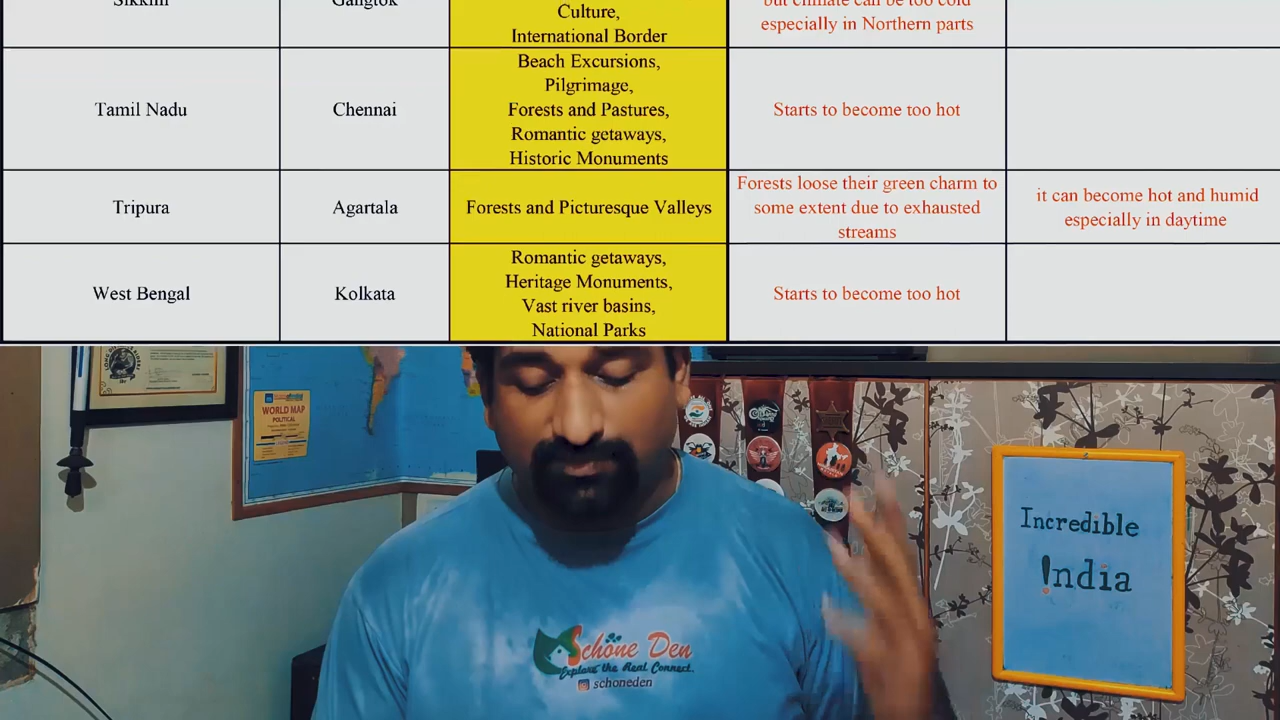 Sikkim
Gangtok
Culture,
International Border
but climate can be too cold
especially in Northern parts
Tamil Nadu
Chennai
Beach Excursions,
Pilgrimage,
Forests and Pastures,
Romantic getaways,
Historic Monuments
Starts to become too hot
Tripura
Agartala
Forests and Picturesque Valleys
Forests loose their green charm to
some extent due to exhausted
streams
it can become hot and humid
especially in daytime
West Bengal
Kolkata
Romantic getaways,
Heritage Monuments,
Vast river basins,
National Parks
Starts to become too hot
WORLD MAP
POLITICAL
Incredible
!ndia
Schöne Den
Explore the Real Connect.
schoneden